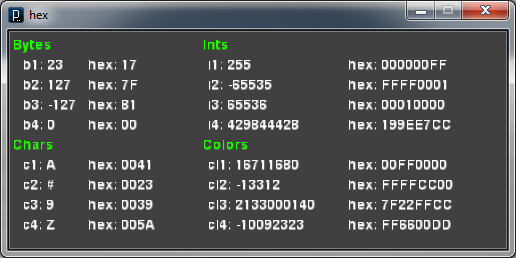 hex
Bytes Ints
b1: 23 hex: 17 i1: 255 hex: 000000FF
b2: 127 hex: 7F i2: -65535 hex: FFFF0001
b3: -127 hex: 81 i3: 65536 hex: 00010000
b4: 0 hex: 00 i4: 429844428 hex: 199EE7CC
Chars Colors
c1: A hex: 0041 cl1: 16711680 hex: 00FF0000
c2: # hex: 0023 cl2: -13312 hex: FFFFCC00
c3: 9 hex: 0039 cl3: 2133000140 hex: 7F22FFCC
c4: Z hex: 005A cl4: -10092323 hex: FF6600DD